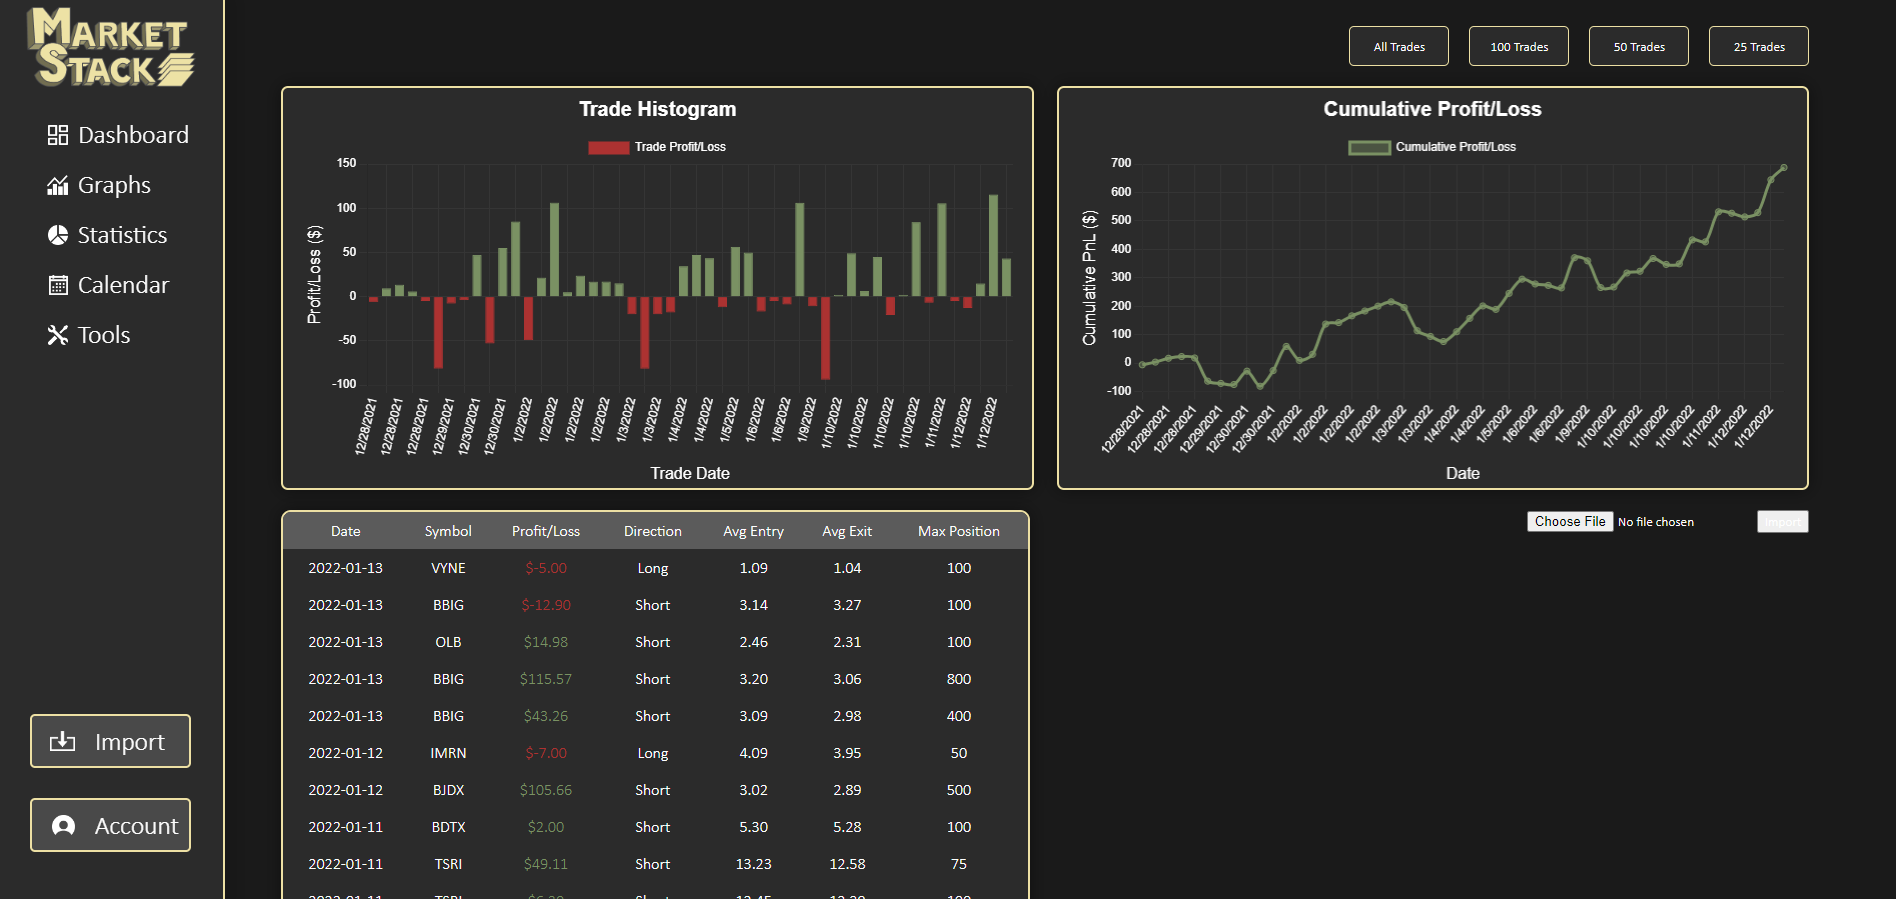 MARKET
STACK
Dashboard
Graphs
Statistics
Calendar
Tools
Import
Account
All Trades 100 Trades 50 Trades 25 Trades
Trade Histogram
Trade Profit/Loss
150
100
50
0
-50
-100
Profit/Loss ($)
12/28/2021 12/28/2021 12/28/2021 12/29/2021 12/30/2021 12/30/2021 1/2/2022 1/2/2022 1/2/2022 1/2/2022 1/3/2022 1/3/2022 1/4/2022 1/4/2022 1/5/2022 1/6/2022 1/6/2022 1/9/2022 1/10/2022 1/10/2022 1/10/2022 1/10/2022 1/11/2022 1/12/2022 1/12/2022
Trade Date
Cumulative Profit/Loss
Cumulative Profit/Loss
700
600
500
400
300
200
100
0
-100
Cumulative PnL ($)
12/28/2021 12/28/2021 12/28/2021 12/29/2021 12/30/2021 12/30/2021 1/2/2022 1/2/2022 1/2/2022 1/2/2022 1/3/2022 1/3/2022 1/4/2022 1/4/2022 1/5/2022 1/6/2022 1/6/2022 1/9/2022 1/10/2022 1/10/2022 1/10/2022 1/10/2022 1/11/2022 1/12/2022 1/12/2022
Date
Choose File No file chosen Import
Date Symbol Profit/Loss Direction Avg Entry Avg Exit Max Position
2022-01-13 VYNE $-5.00 Long 1.09 1.04 100
2022-01-13 BBIG $-12.90 Short 3.14 3.27 100
2022-01-13 OLB $14.98 Short 2.46 2.31 100
2022-01-13 BBIG $115.57 Short 3.20 3.06 800
2022-01-13 BBIG $43.26 Short 3.09 2.98 400
2022-01-12 IMRN $-7.00 Long 4.09 3.95 50
2022-01-12 BJDX $105.66 Short 3.02 2.89 500
2022-01-11 BDTX $2.00 Short 5.30 5.28 100
2022-01-11 TSRI $49.11 Short 13.23 12.58 75
2022-01-11 TSRI Short